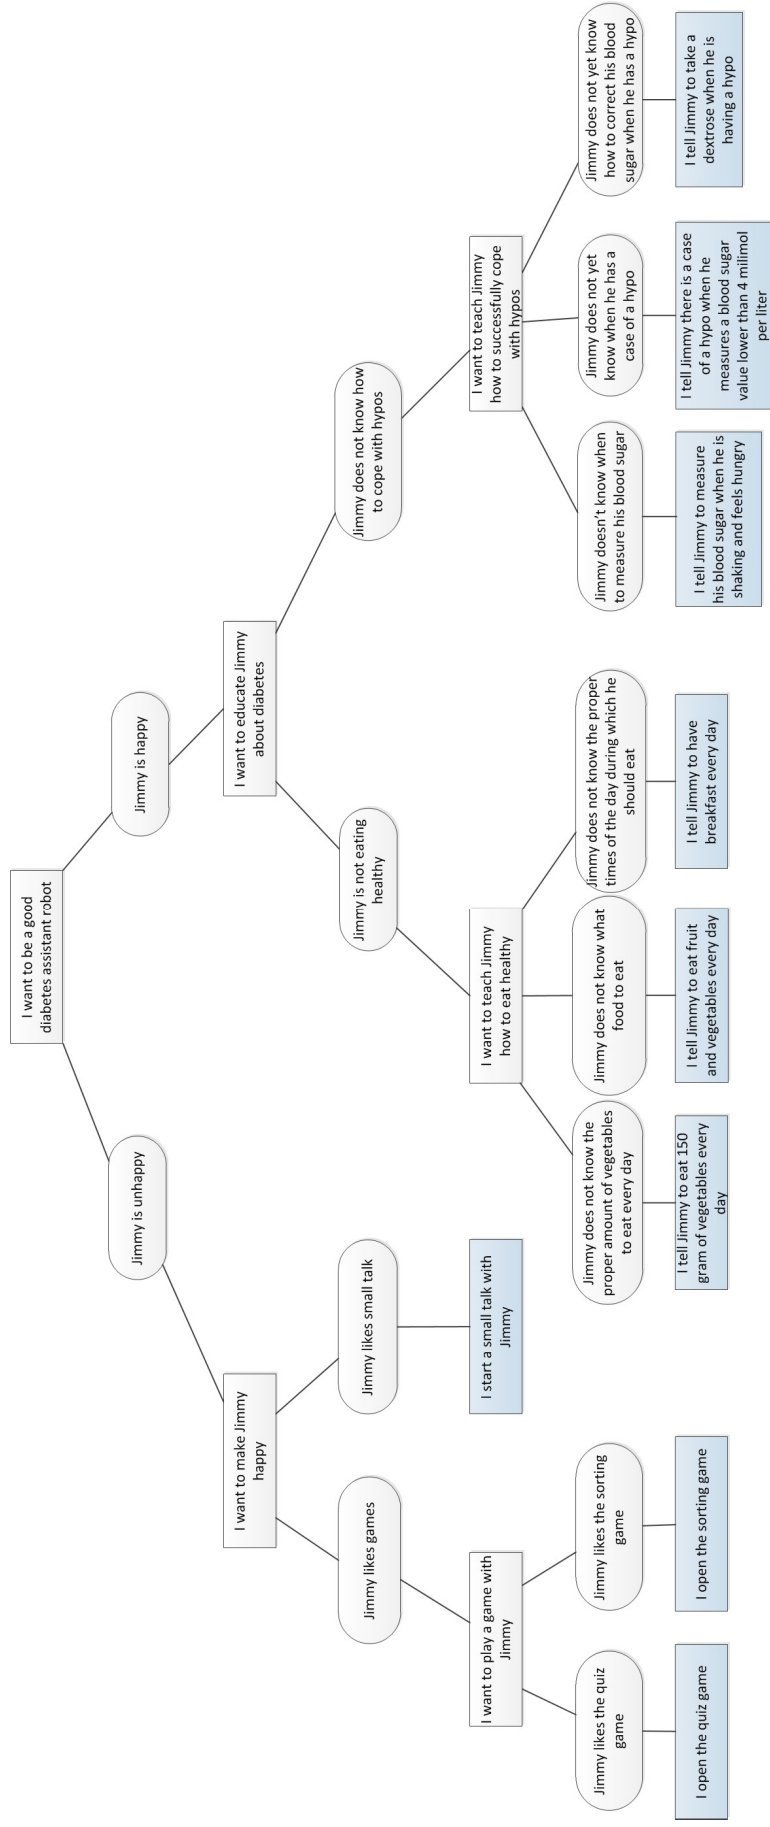 I want to be a good
diabetes assistant robot
Jimmy is unhappy
Jimmy is happy
I want to make Jimmy
happy
I want to educate Jimmy
about diabetes
Jimmy likes games
Jimmy likes small talk
Jimmy is not eating
healthy
Jimmy does not know how
to cope with hypos
I want to play a game with
Jimmy
I start a small talk with
Jimmy
I want to teach Jimmy
how to eat healthy
I want to teach Jimmy
how to successfully cope
with hypos
Jimmy likes the quiz
game
Jimmy likes the sorting
game
Jimmy does not know the
proper amount of vegetables
to eat every day
Jimmy does not know what
food to eat
Jimmy does not know the proper
times of the day during which he
should eat
Jimmy doesn't know when
to measure his blood sugar
Jimmy does not yet
know when he has a
case of a hypo
Jimmy does not yet know
how to correct his blood
sugar when he has a hypo
I open the quiz game
I open the sorting game
I tell Jimmy to eat 150
gram of vegetables every
day
I tell Jimmy to eat fruit
and vegetables every day
I tell Jimmy to have
breakfast every day
I tell Jimmy to measure
his blood sugar when he is
shaking and feels hungry
I tell Jimmy there is a case
of a hypo when he
measures a blood sugar
value lower than 4 milimol
per liter
I tell Jimmy to take a
dextrose when he is
having a hypo